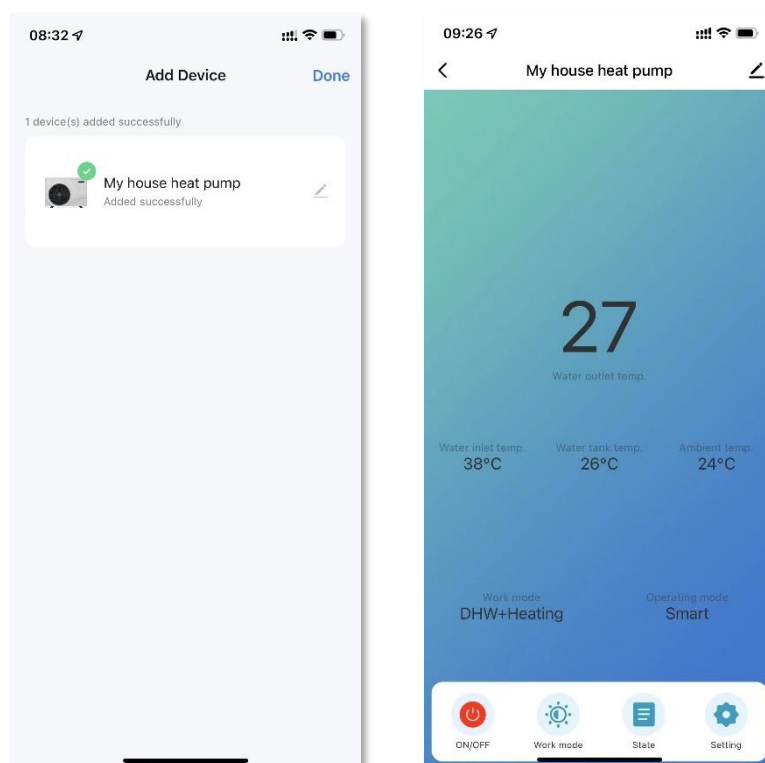 08:32
Add Device
Done
1 device(s) added successfully
My house heat pump
Added successfully
09:26
My house heat pump
27
Water outlet temp.
Water inlet temp. Water tank temp. Ambient temp.
38°C 26°C 24°C
Work mode Operating mode
DHW+Heating Smart
ON/OFF Work mode State Setting